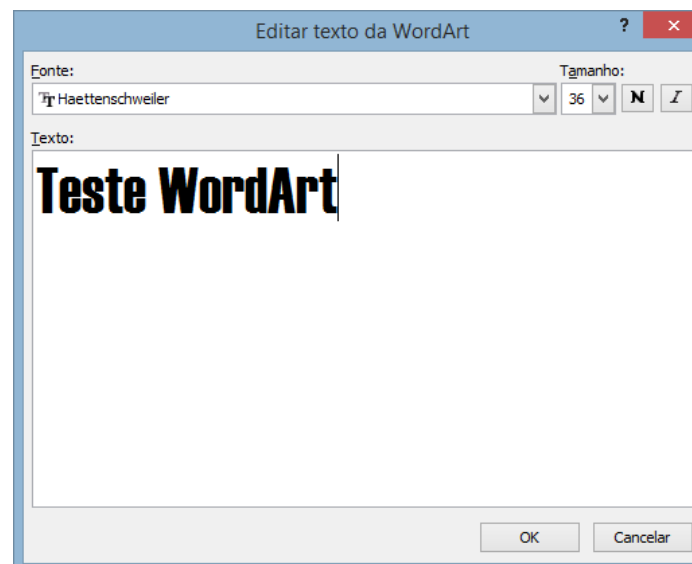 Editar texto da WordArt ? ×
Fonte: Tamanho:
Haettenschweiler 36 N I
Texto:
Teste WordArt
OK Cancelar